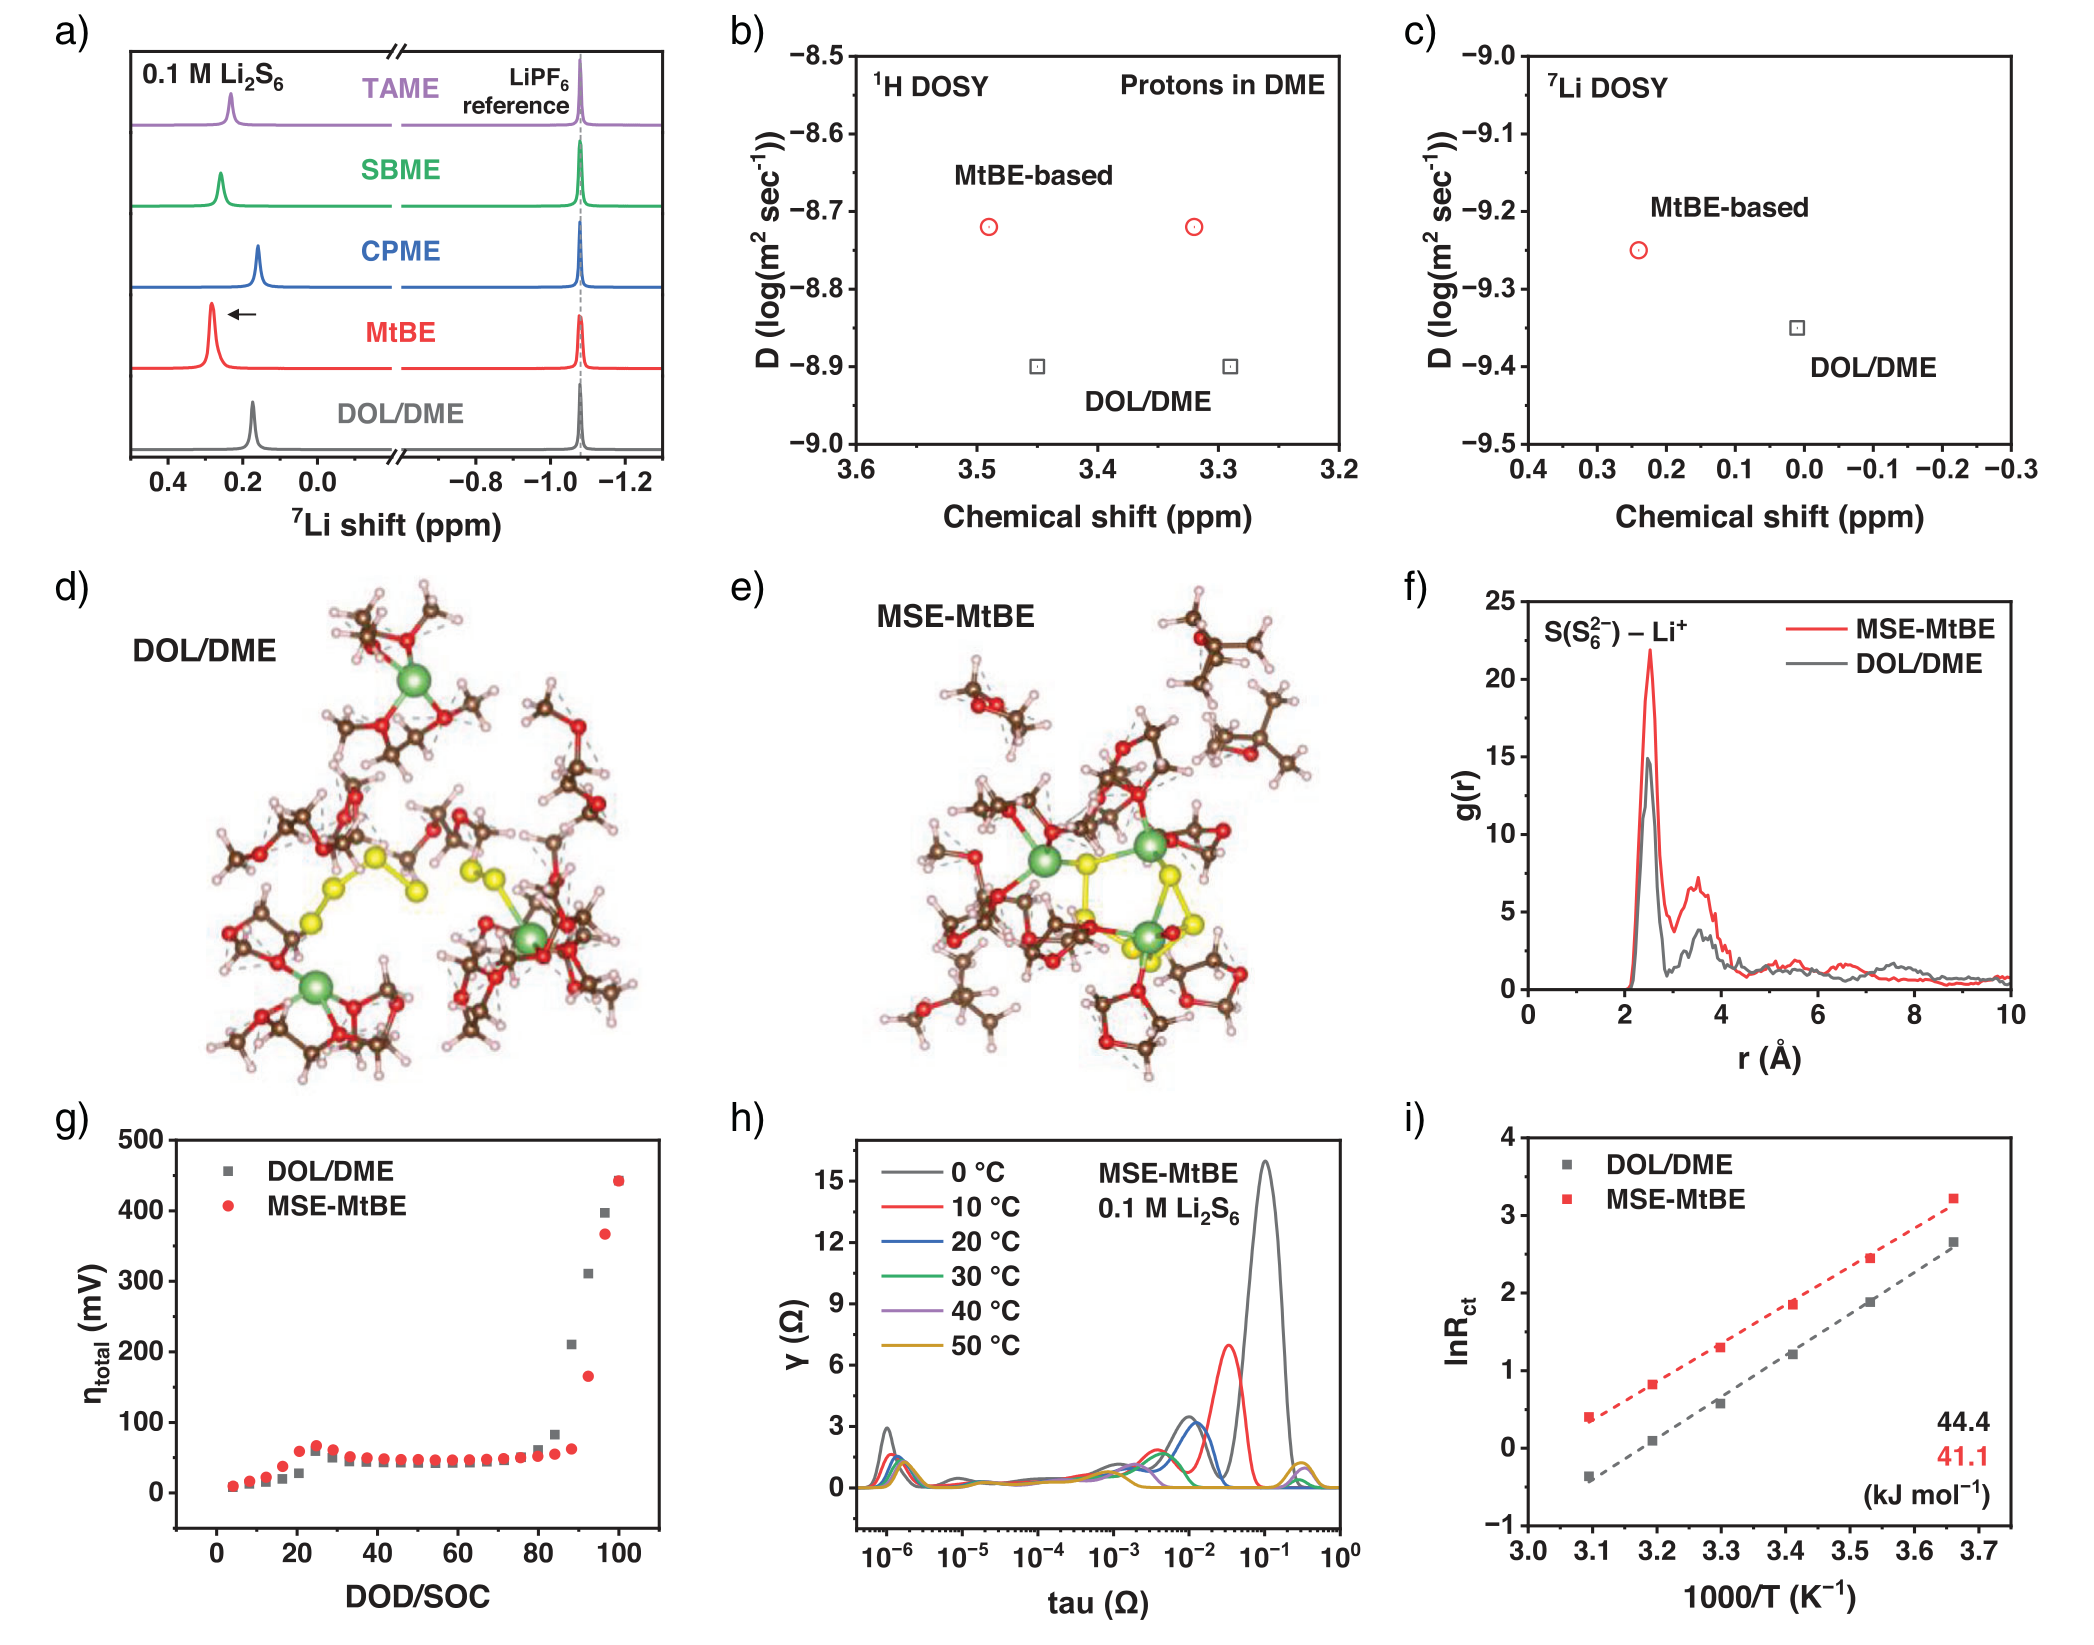 a)
0.1 M Li₂S₆
TAME
LiPF₆
reference
SBME
CPME
MtBE
DOL/DME
0.4 0.2 0.0 −0.8 −1.0 −1.2
⁷Li shift (ppm)
b)
−8.5
−8.6
−8.7
−8.8
−8.9
−9.0
D (log(m² sec⁻¹))
¹H DOSY
Protons in DME
MtBE-based
DOL/DME
3.6 3.5 3.4 3.3 3.2
Chemical shift (ppm)
c)
−9.0
−9.1
−9.2
−9.3
−9.4
−9.5
D (log(m² sec⁻¹))
⁷Li DOSY
MtBE-based
DOL/DME
0.4 0.3 0.2 0.1 0.0 −0.1 −0.2 −0.3
Chemical shift (ppm)
d)
DOL/DME
e)
MSE-MtBE
f)
25
20
15
10
5
0
g(r)
S(S₆²⁻) – Li⁺
MSE-MtBE
DOL/DME
0 2 4 6 8 10
r (Å)
g)
500
400
300
200
100
0
η_total (mV)
DOL/DME
MSE-MtBE
0 20 40 60 80 100
DOD/SOC
h)
15
12
9
6
3
0
γ (Ω)
0 °C
10 °C
20 °C
30 °C
40 °C
50 °C
MSE-MtBE
0.1 M Li₂S₆
10⁻⁶ 10⁻⁵ 10⁻⁴ 10⁻³ 10⁻² 10⁻¹ 10⁰
tau (Ω)
i)
4
3
2
1
0
−1
lnR_ct
DOL/DME
MSE-MtBE
44.4
41.1
(kJ mol⁻¹)
3.0 3.1 3.2 3.3 3.4 3.5 3.6 3.7
1000/T (K⁻¹)